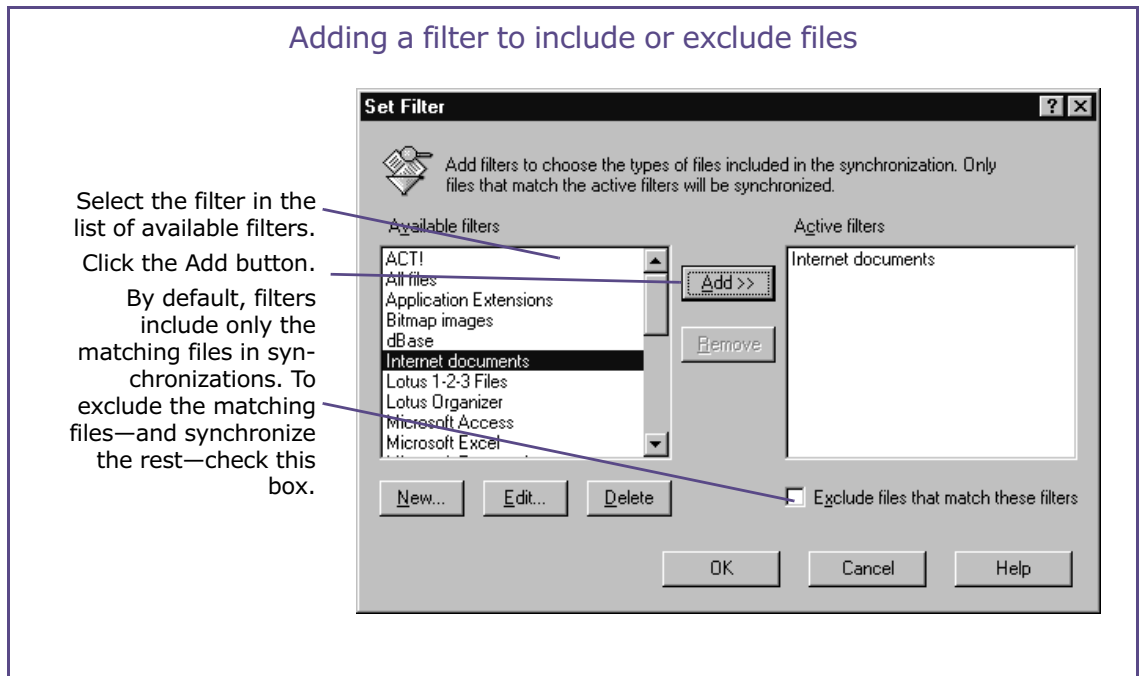 Adding a filter to include or exclude files
Set Filter
Add filters to choose the types of files included in the synchronization. Only
files that match the active filters will be synchronized.
Select the filter in the
list of available filters.
Click the Add button.
By default, filters
include only the
matching files in syn-
chronizations. To
exclude the matching
files—and synchronize
the rest—check this
box.
Available filters
ACT!
All files
Application Extensions
Bitmap images
dBase
Internet documents
Lotus 1-2-3 Files
Lotus Organizer
Microsoft Access
Microsoft Excel
Add >>
Remove
Active filters
Internet documents
New...
Edit...
Delete
Exclude files that match these filters
OK
Cancel
Help